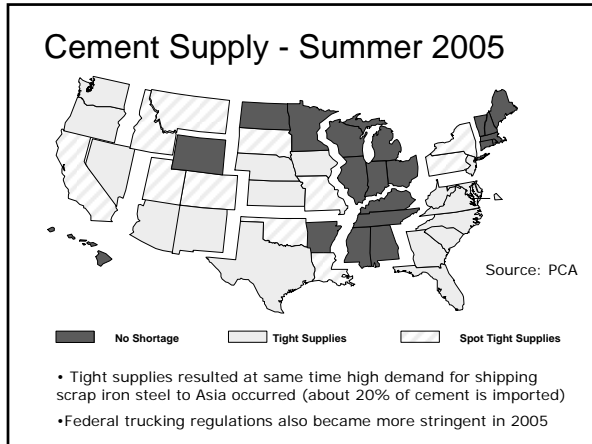 Cement Supply - Summer 2005
Source: PCA
No Shortage
Tight Supplies
Spot Tight Supplies
• Tight supplies resulted at same time high demand for shipping
scrap iron steel to Asia occurred (about 20% of cement is imported)
•Federal trucking regulations also became more stringent in 2005